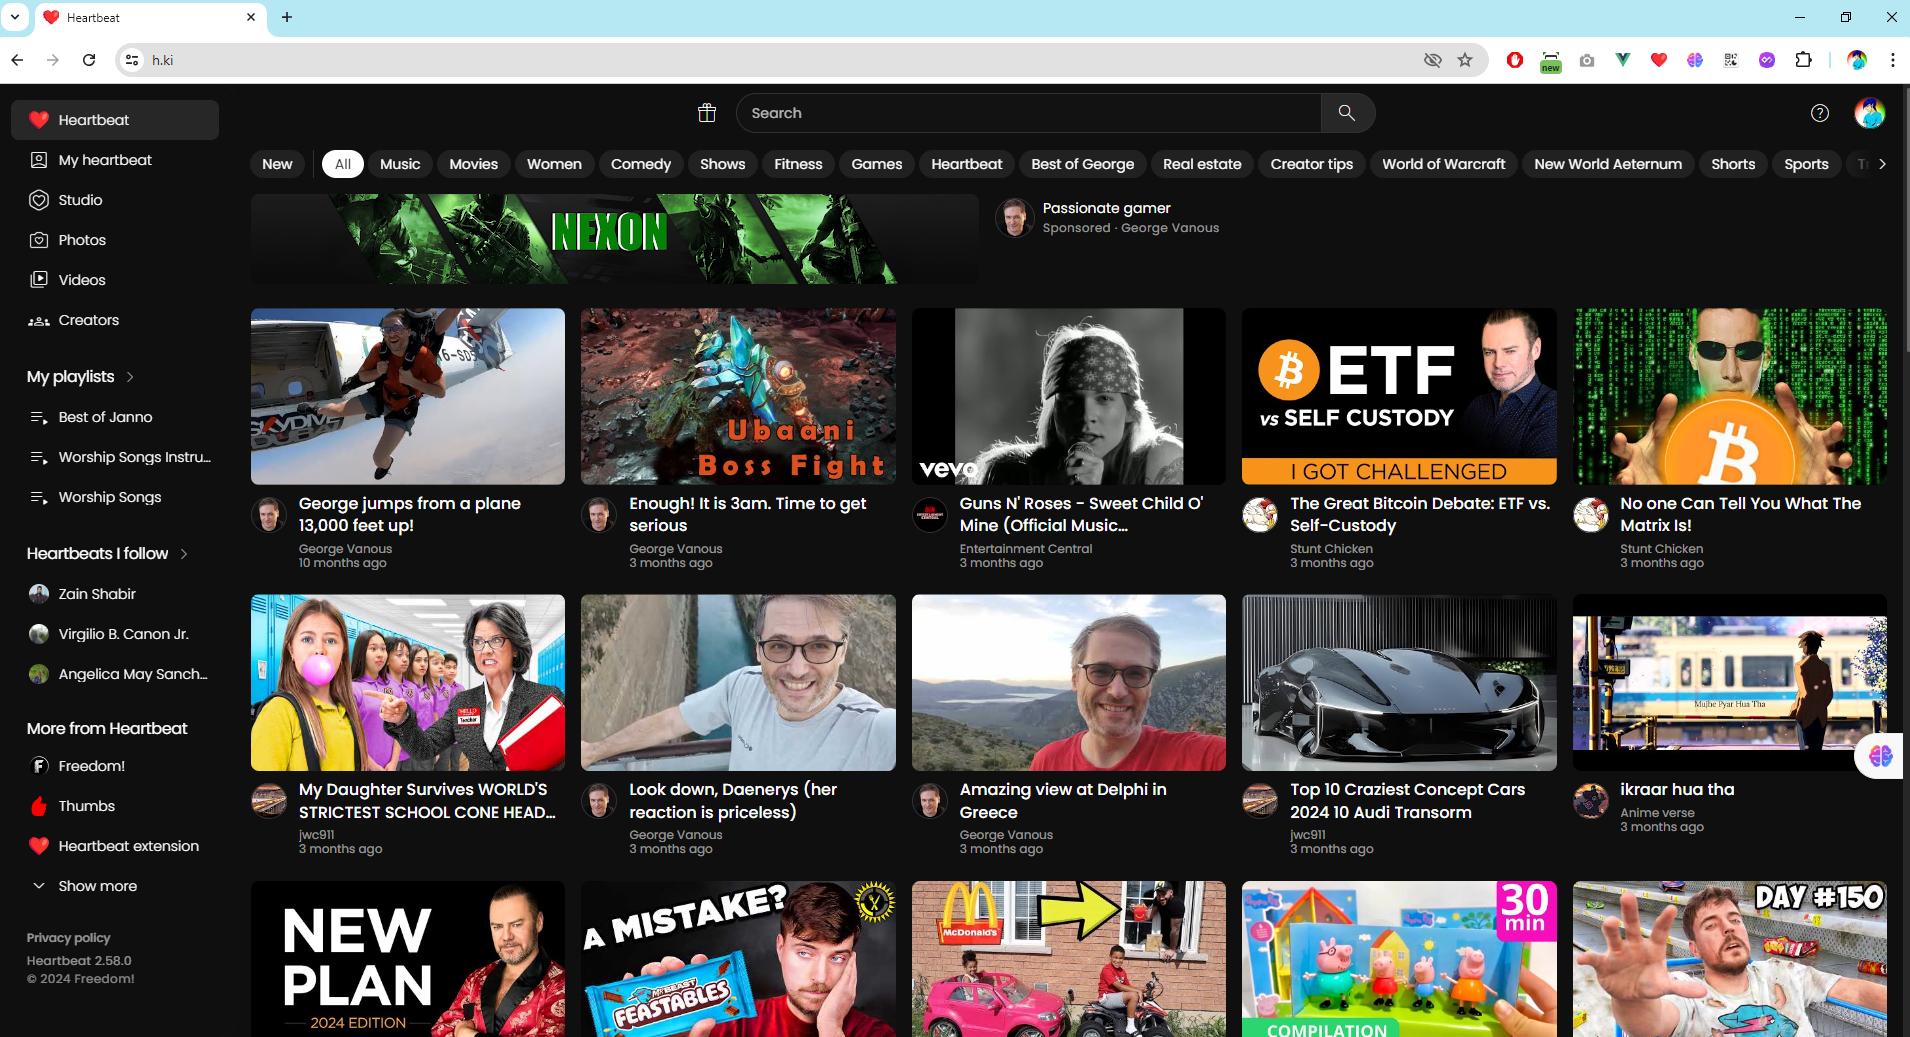 Heartbeat
h.ki
new
Heartbeat
My heartbeat
Studio
Photos
Videos
Creators
My playlists
Best of Janno
Worship Songs Instru...
Worship Songs
Heartbeats I follow
Zain Shabir
Virgilio B. Canon Jr.
Angelica May Sanch...
More from Heartbeat
Freedom!
Thumbs
Heartbeat extension
Show more
Privacy policy
Heartbeat 2.58.0
© 2024 Freedom!
Search
New
All
Music
Movies
Women
Comedy
Shows
Fitness
Games
Heartbeat
Best of George
Real estate
Creator tips
World of Warcraft
New World Aeternum
Shorts
Sports
NEXON
Passionate gamer
Sponsored · George Vanous
SKYDIVE
DUBAI
George jumps from a plane
13,000 feet up!
George Vanous
10 months ago
Ubaani
Boss Fight
Enough! It is 3am. Time to get
serious
George Vanous
3 months ago
vevo
Guns N' Roses - Sweet Child O'
Mine (Official Music...
Entertainment Central
3 months ago
ETF
vs SELF CUSTODY
I GOT CHALLENGED
The Great Bitcoin Debate: ETF vs.
Self-Custody
Stunt Chicken
3 months ago
No one Can Tell You What The
Matrix Is!
Stunt Chicken
3 months ago
HELLO
Teacher
My Daughter Survives WORLD'S
STRICTEST SCHOOL CONE HEAD...
jwc911
3 months ago
Look down, Daenerys (her
reaction is priceless)
George Vanous
3 months ago
Amazing view at Delphi in
Greece
George Vanous
3 months ago
Top 10 Craziest Concept Cars
2024 10 Audi Transorm
jwc911
3 months ago
Mujhe Pyar Hua Tha
ikraar hua tha
Anime verse
3 months ago
NEW
PLAN
2024 EDITION
A MISTAKE?
MRBEAST
FEASTABLES
McDonald's
30
min
COMPILATION
DAY #150